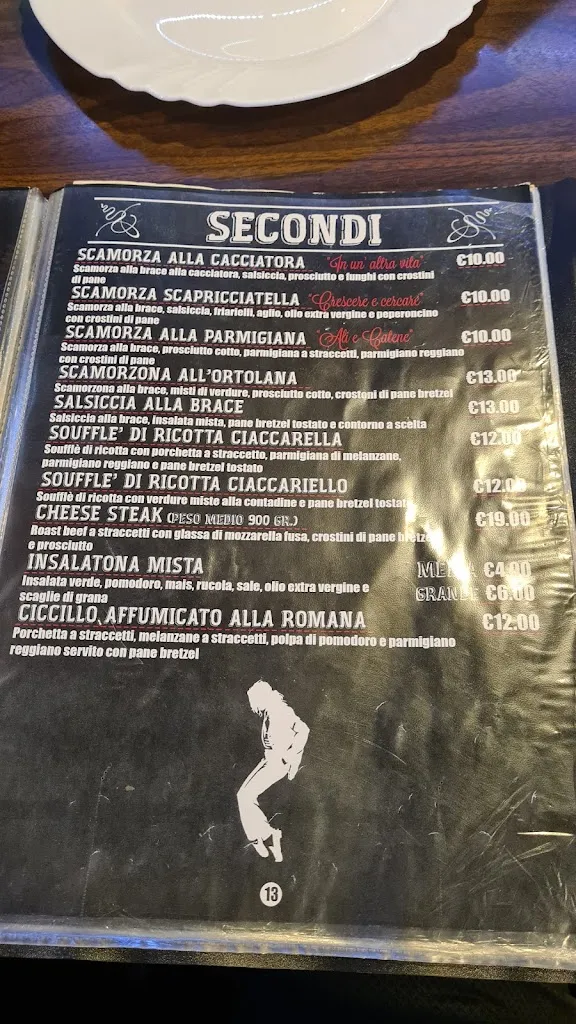 SECONDI
SCAMORZA ALLA CACCIATORA "In un' altra vita" €10.00
Scamorza alla brace alla cacciatora, salsiccia, prosciutto e funghi con crostini
di pane
SCAMORZA SCAPRICCIATELLA "Crescere e cercare" €10.00
Scamorza alla brace, salsiccia, friarielli, aglio, olio extra vergine e peperoncino
con crostini di pane
SCAMORZA ALLA PARMIGIANA "Ali e Catene" €10.00
Scamorza alla brace, prosciutto cotto, parmigiana a straccetti, parmigiano reggiano
con crostini di pane
SCAMORZONA ALL'ORTOLANA €13.00
Scamorzona alla brace, misti di verdure, prosciutto cotto, crostoni di pane bretzel
SALSICCIA ALLA BRACE €13.00
Salsiccia alla brace, insalata mista, pane bretzel tostato e contorno a scelta
SOUFFLE' DI RICOTTA CIACCARELLA €12.00
Soufflè di ricotta con porchetta a straccetto, parmigiana di melanzane,
parmigiano reggiano e pane bretzel tostato
SOUFFLE' DI RICOTTA CIACCARIELLO €12.00
Soufflè di ricotta con verdure miste alla contadine e pane bretzel tostato
CHEESE STEAK (PESO MEDIO 900 GR.) €19.00
Roast beef a straccetti con glassa di mozzarella fusa, crostini di pane bretzel
e prosciutto
INSALATONA MISTA MEDIA €4.00
Insalata verde, pomodoro, mais, rucola, sale, olio extra vergine e GRANDE €6.00
scaglie di grana
CICCILLO AFFUMICATO ALLA ROMANA €12.00
Porchetta a straccetti, melanzane a straccetti, polpa di pomodoro e parmigiano
reggiano servito con pane bretzel
13